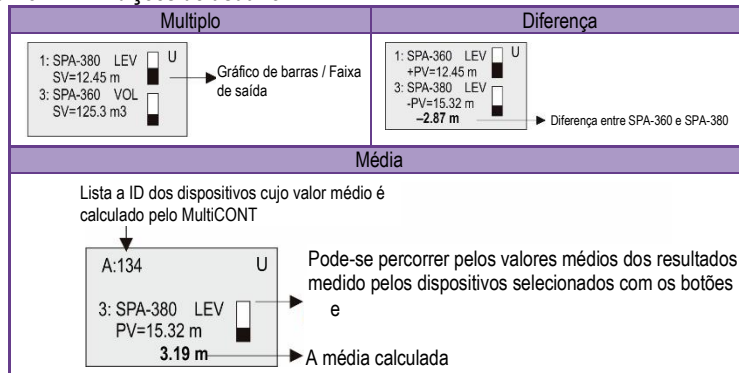 Multiplo
Diferença
1: SPA-380 LEV U
SV=12.45 m
3: SPA-360 VOL
SV=125.3 m3
Gráfico de barras / Faixa
de saída
1: SPA-360 LEV U
+PV=12.45 m
3: SPA-380 LEV
-PV=15.32 m
–2.87 m
Diferença entre SPA-360 e SPA-380
Média
Lista a ID dos dispositivos cujo valor médio é
calculado pelo MultiCONT
A:134 U
3: SPA-380 LEV
PV=15.32 m
3.19 m
Pode-se percorrer pelos valores médios dos resultados
medido pelos dispositivos selecionados com os botões
e
A média calculada